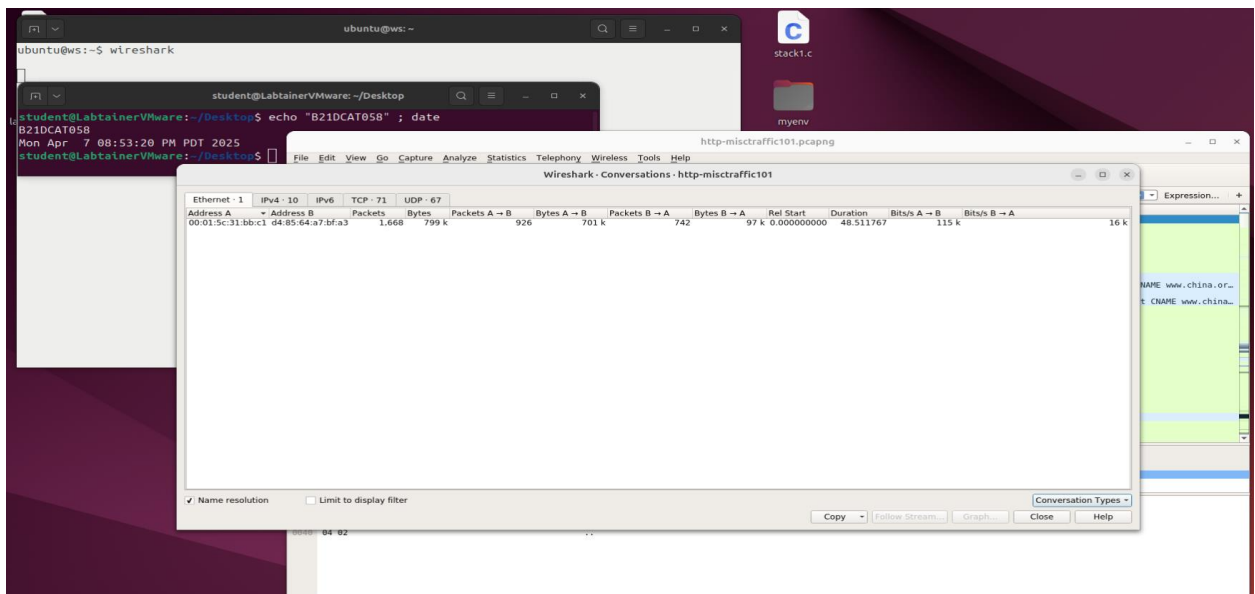 ubuntu@ws: ~
ubuntu@ws:~$ wireshark
stack1.c
myenv
student@LabtainerVMware: ~/Desktop
student@LabtainerVMware:~/Desktop$ echo "B21DCAT058" ; date
B21DCAT058
Mon Apr  7 08:53:20 PM PDT 2025
student@LabtainerVMware:~/Desktop$
http-misctraffic101.pcapng
File Edit View Go Capture Analyze Statistics Telephony Wireless Tools Help
Wireshark · Conversations · http-misctraffic101
Expression... +
Ethernet · 1 IPv4 · 10 IPv6 TCP · 71 UDP · 67
Address A Address B Packets Bytes Packets A → B Bytes A → B Packets B → A Bytes B → A Rel Start Duration Bits/s A → B Bits/s B → A
00:01:5c:31:bb:c1 d4:85:64:a7:bf:a3 1,668 799 k 926 701 k 742 97 k 0.000000000 48.511767 115 k 16 k
NAME www.china.or…
t CNAME www.china…
Name resolution Limit to display filter Conversation Types
Copy Follow Stream... Graph... Close Help
0040 04 02 ..